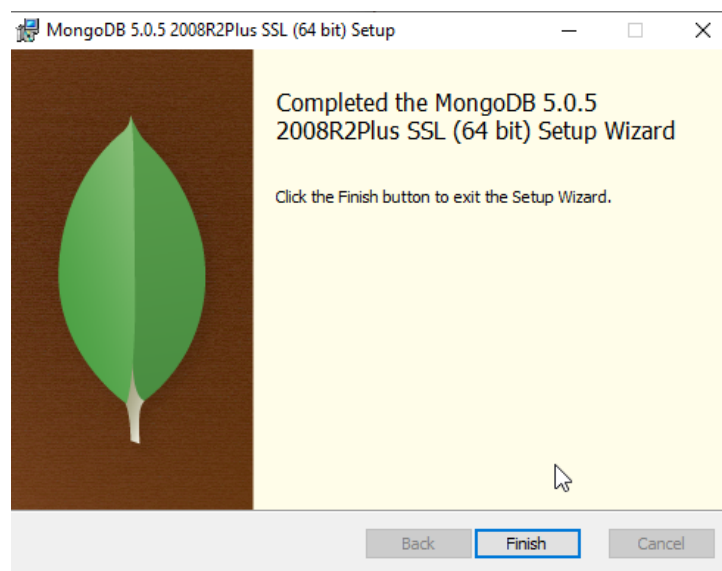 MongoDB 5.0.5 2008R2Plus SSL (64 bit) Setup
Completed the MongoDB 5.0.5
2008R2Plus SSL (64 bit) Setup Wizard
Click the Finish button to exit the Setup Wizard.
Back
Finish
Cancel